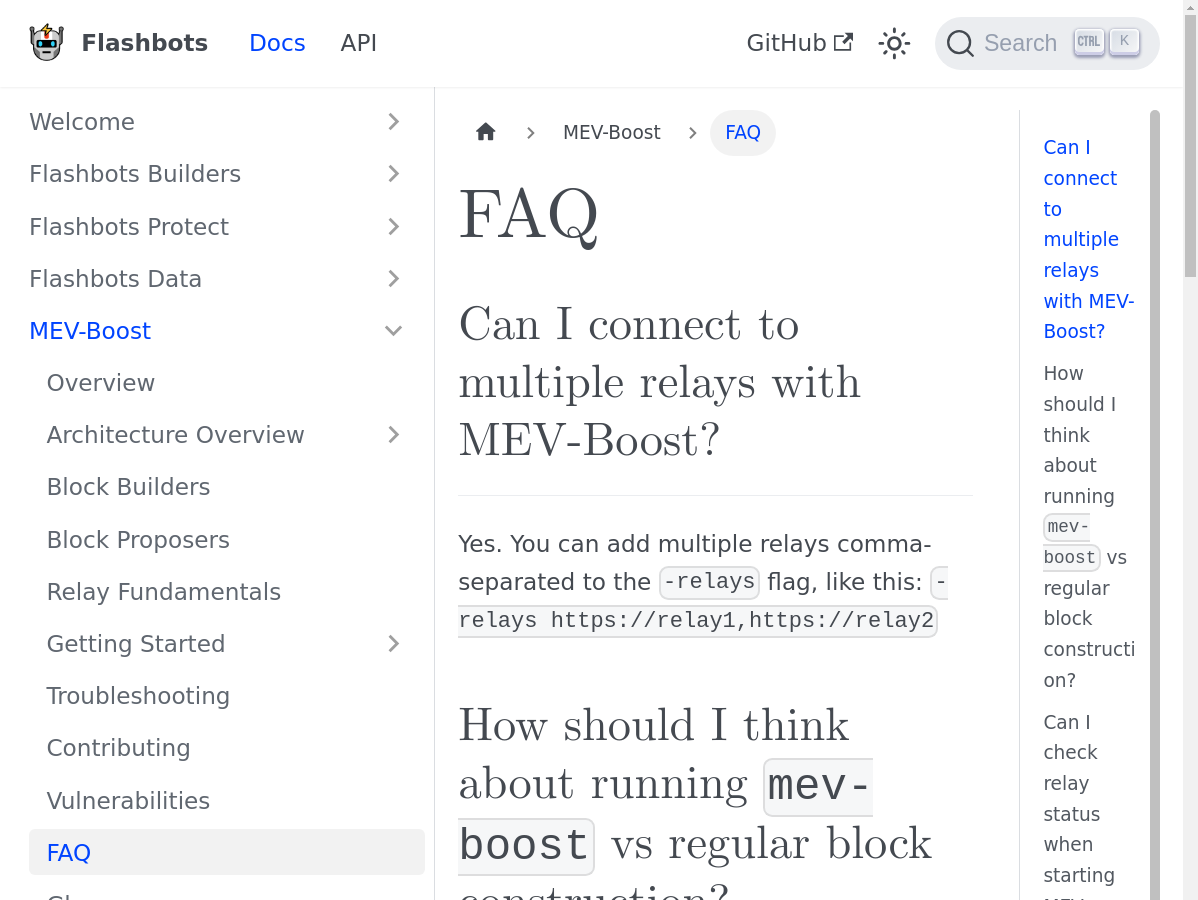 Flashbots
Docs
API
GitHub
Search
CTRL
K
Welcome
Flashbots Builders
Flashbots Protect
Flashbots Data
MEV-Boost
Overview
Architecture Overview
Block Builders
Block Proposers
Relay Fundamentals
Getting Started
Troubleshooting
Contributing
Vulnerabilities
FAQ
MEV-Boost
FAQ
FAQ
Can I connect to
multiple relays with
MEV-Boost?
Yes. You can add multiple relays comma-
separated to the -relays flag, like this: -
relays https://relay1,https://relay2
How should I think
about running mev-
boost vs regular block
construction?
Can I
connect
to
multiple
relays
with MEV-
Boost?
How
should I
think
about
running
mev-
boost vs
regular
block
constructi
on?
Can I
check
relay
status
when
starting